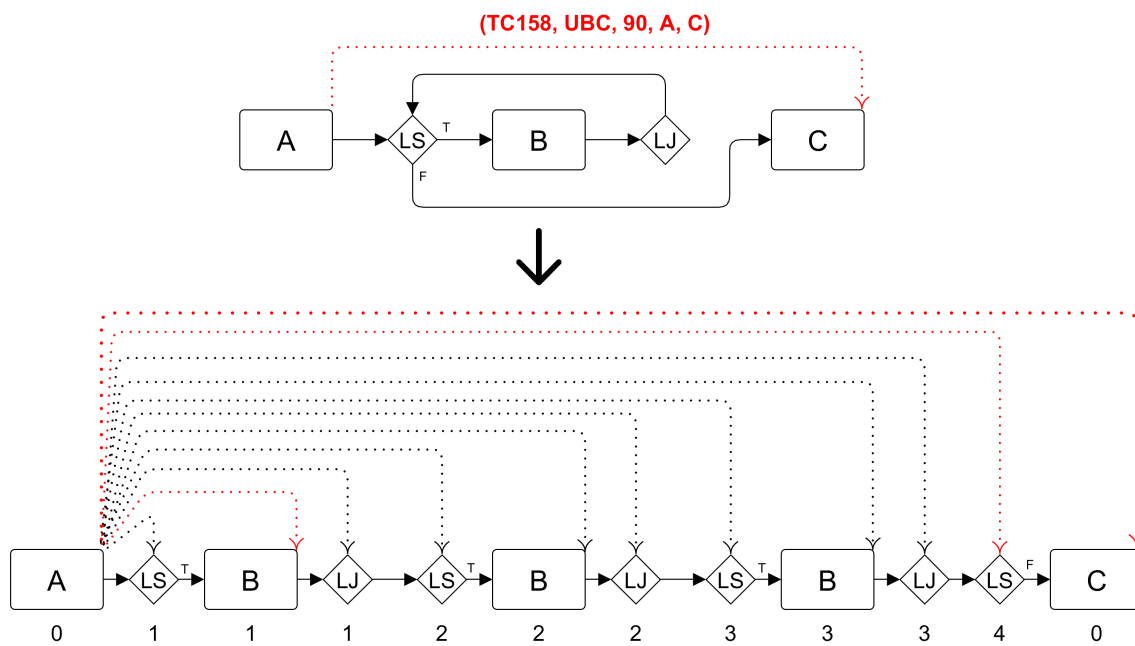 (TC158, UBC, 90, A, C)
A LS T B LJ C
F
A LS T B LJ LS T B LJ LS T B LJ LS F C
0 1 1 1 2 2 2 3 3 3 4 0